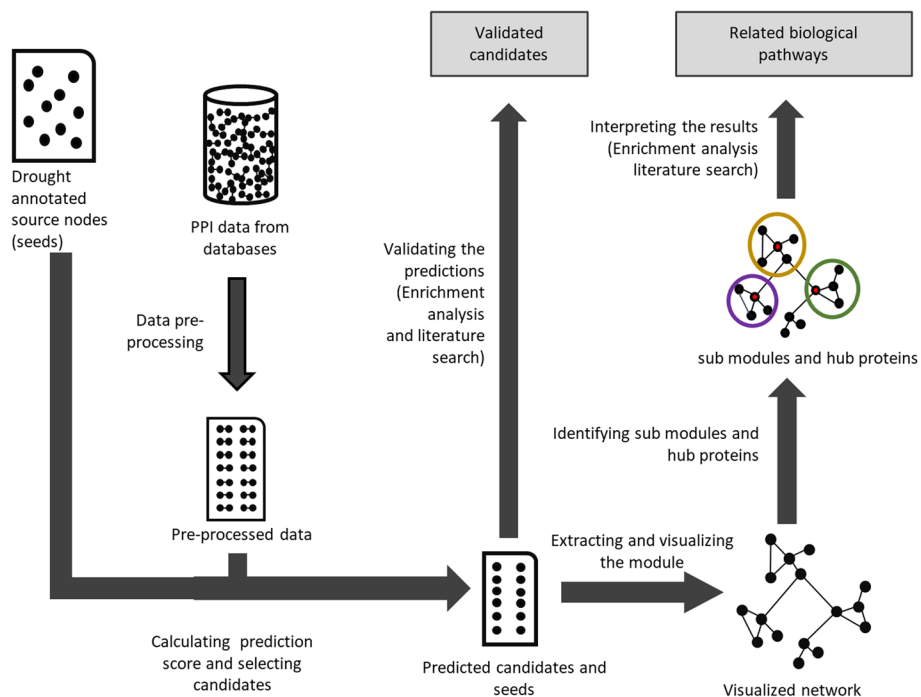 Validated
candidates
Related biological
pathways
Drought
annotated
source nodes
(seeds)
PPI data from
databases
Interpreting the results
(Enrichment analysis
literature search)
Validating the
predictions
(Enrichment
analysis
and literature
search)
Data pre-
processing
sub modules and hub proteins
Identifying sub modules and
hub proteins
Pre-processed data
Extracting and visualizing
the module
Calculating prediction
score and selecting
candidates
Predicted candidates and
seeds
Visualized network